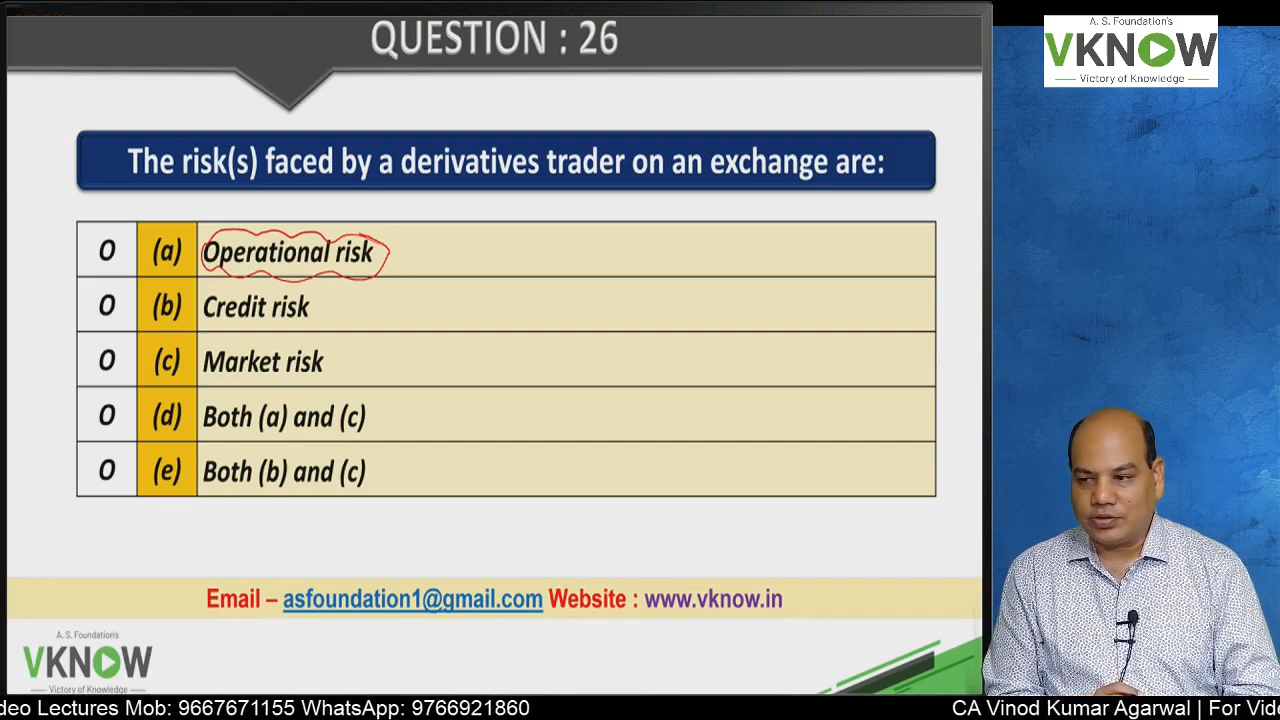 QUESTION : 26
A. S. Foundation's
VKNOW
Victory of Knowledge
The risk(s) faced by a derivatives trader on an exchange are:
O (a) Operational risk
O (b) Credit risk
O (c) Market risk
O (d) Both (a) and (c)
O (e) Both (b) and (c)
Email – asfoundation1@gmail.com Website : www.vknow.in
A. S. Foundation's
VKNOW
Victory of Knowledge
deo Lectures Mob: 9667671155 WhatsApp: 9766921860 CA Vinod Kumar Agarwal | For Vide